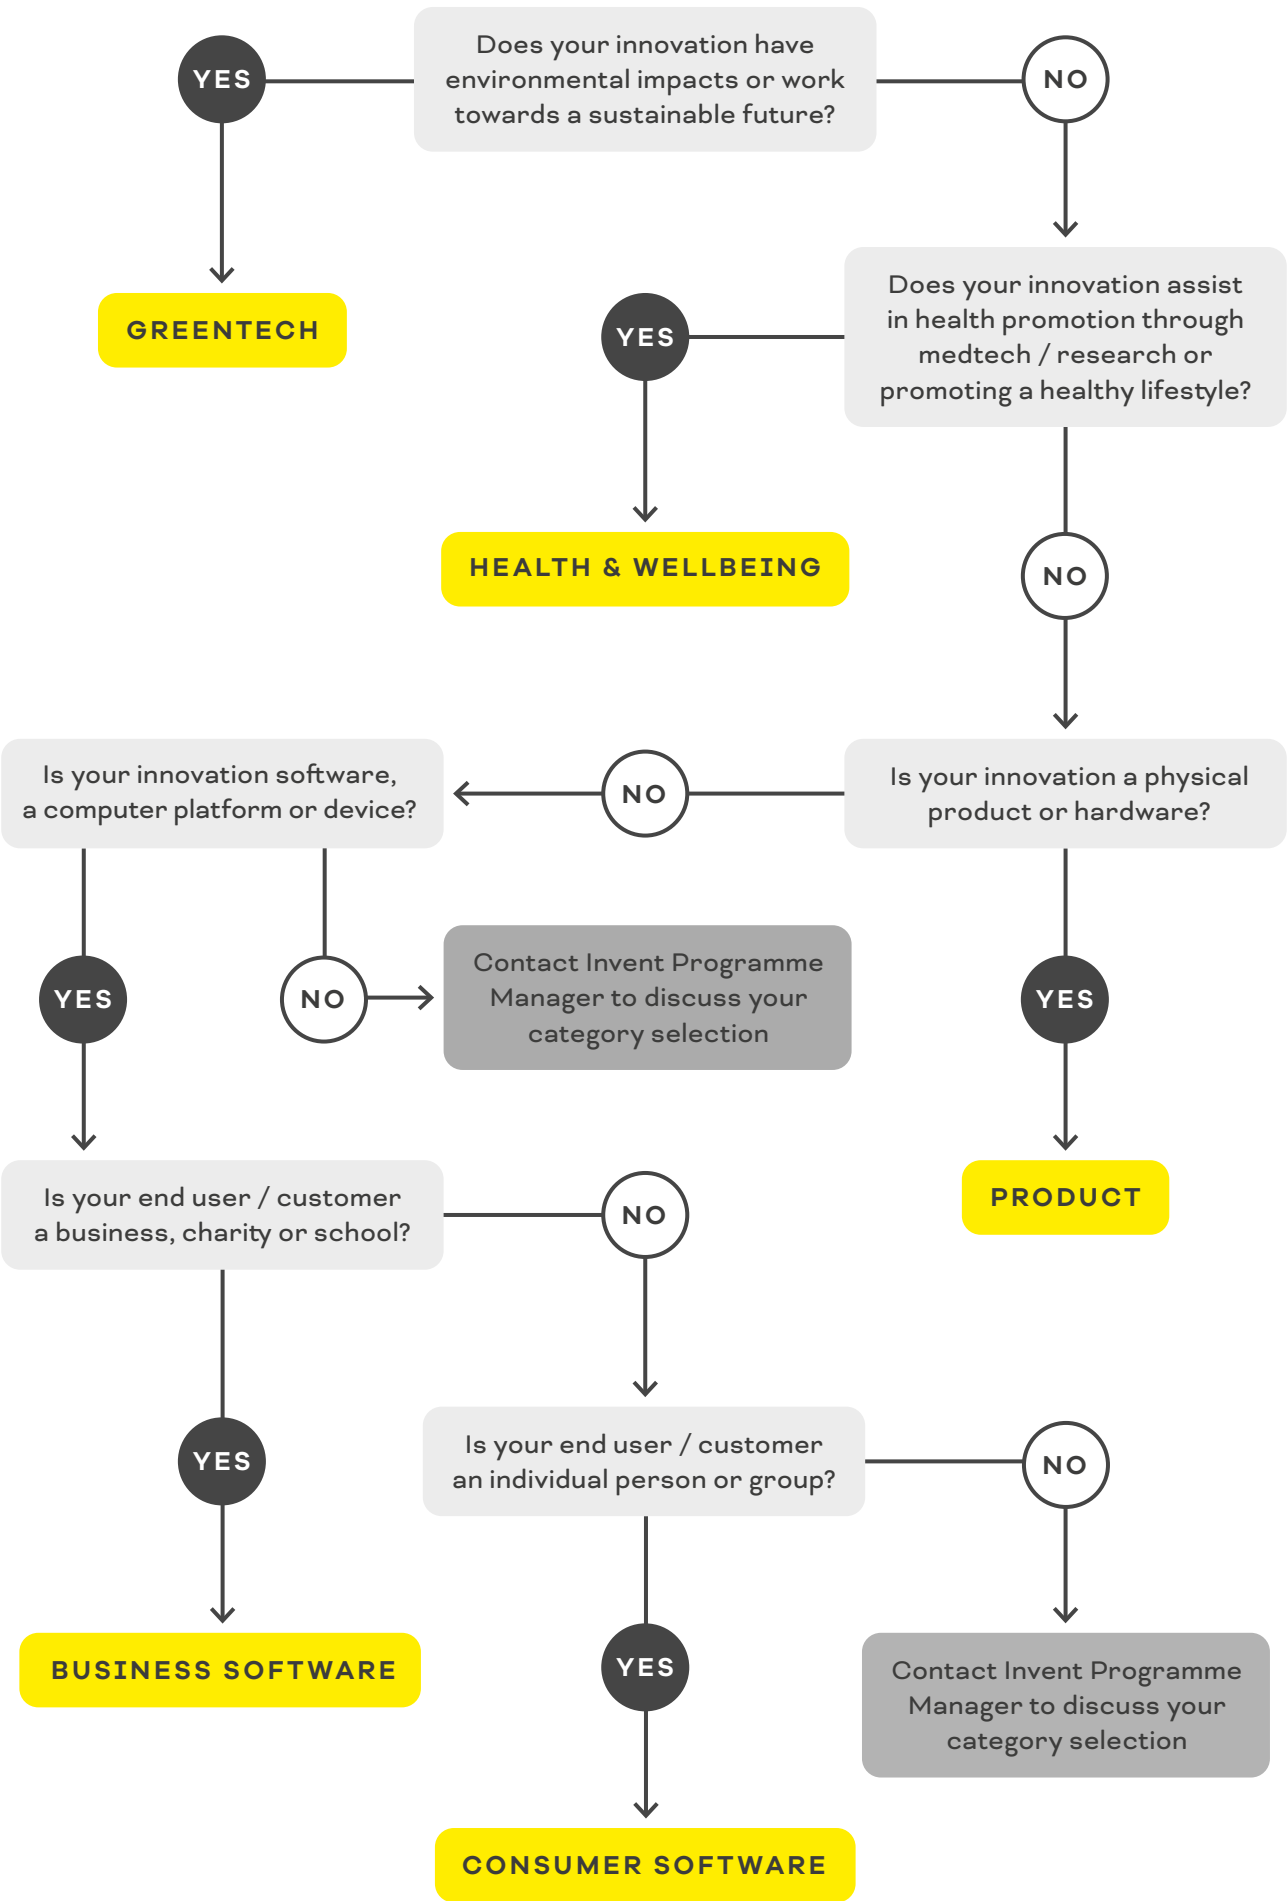 Does your innovation have
environmental impacts or work
towards a sustainable future?
YES
NO
GREENTECH
Does your innovation assist
in health promotion through
medtech / research or
promoting a healthy lifestyle?
YES
HEALTH & WELLBEING
NO
Is your innovation a physical
product or hardware?
NO
Is your innovation software,
a computer platform or device?
YES
NO
Contact Invent Programme
Manager to discuss your
category selection
YES
PRODUCT
Is your end user / customer
a business, charity or school?
NO
YES
BUSINESS SOFTWARE
Is your end user / customer
an individual person or group?
NO
YES
Contact Invent Programme
Manager to discuss your
category selection
CONSUMER SOFTWARE